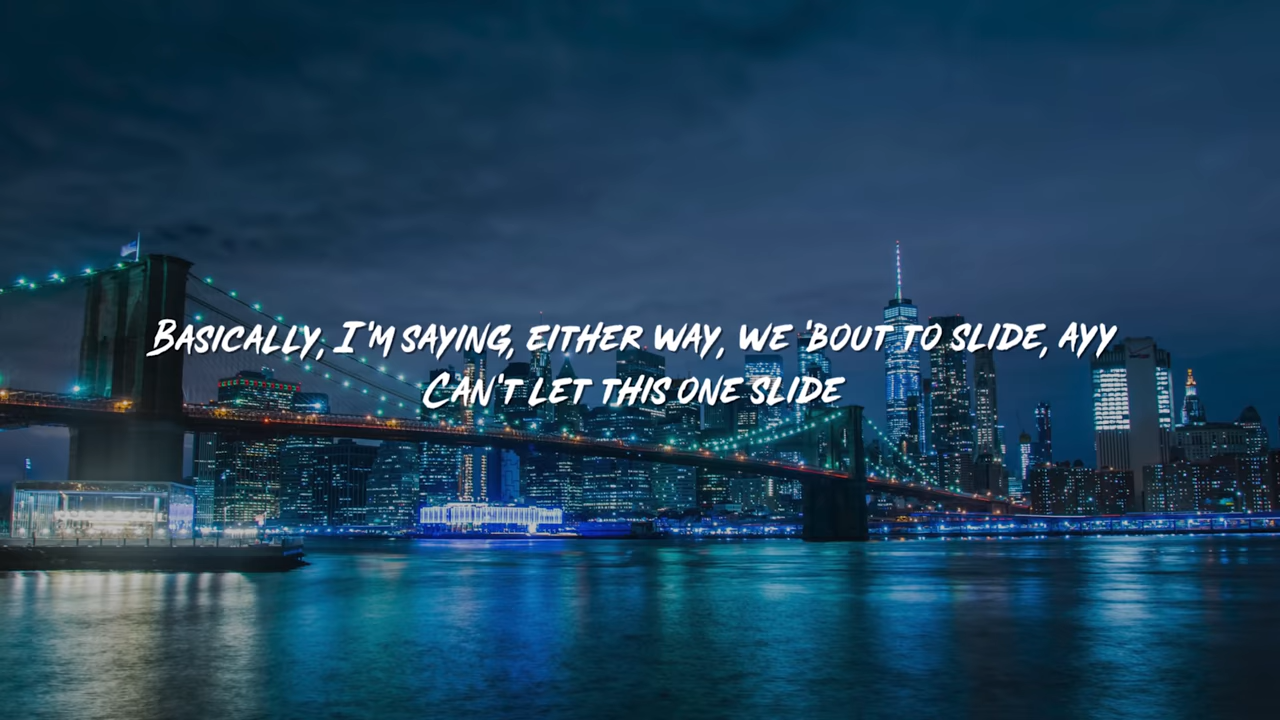 Basically, I'm saying, either way, we 'bout to slide, ayy
Can't let this one slide